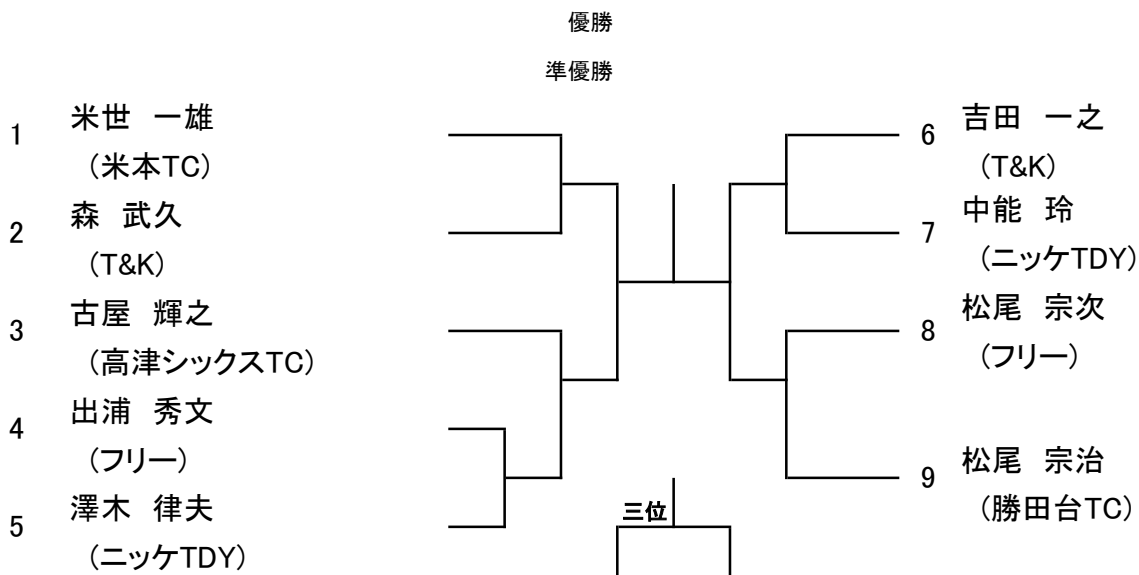 優勝
準優勝
1 米世 一雄
(米本TC)
2 森 武久
(T&K)
3 古屋 輝之
(高津シックスTC)
4 出浦 秀文
(フリー)
5 澤木 律夫
(ニッケTDY)
6 吉田 一之
(T&K)
7 中能 玲
(ニッケTDY)
8 松尾 宗次
(フリー)
9 松尾 宗治
(勝田台TC)
三位